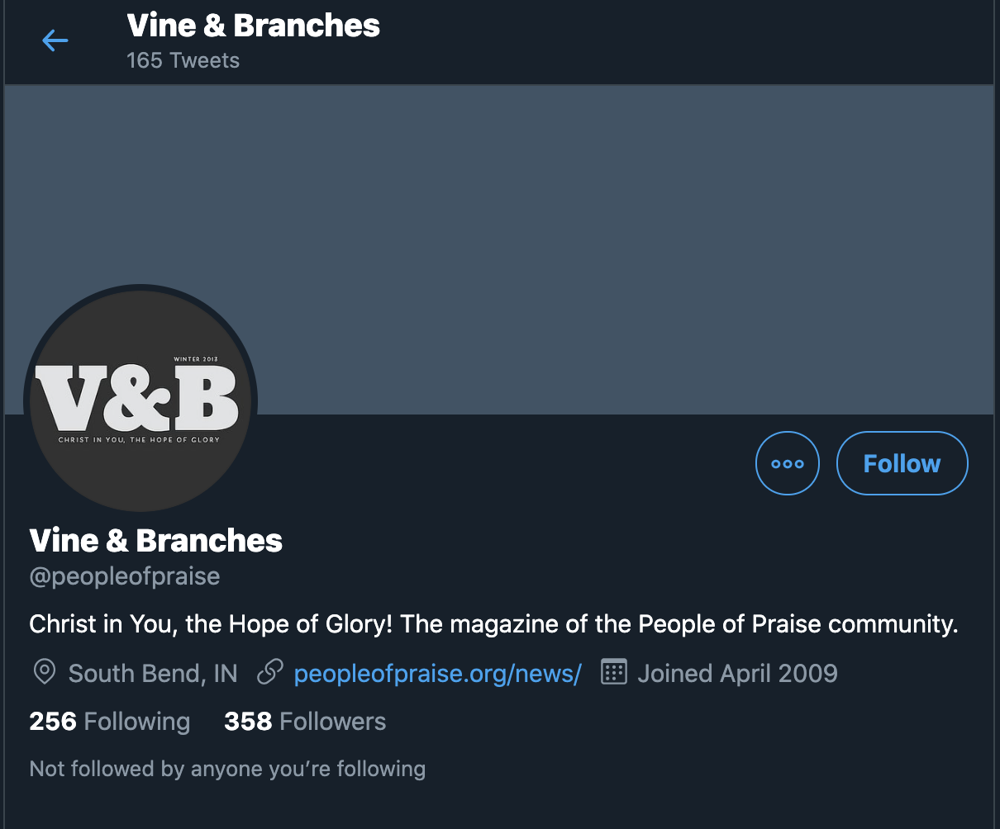 Vine & Branches
165 Tweets
WINTER 2013
V&B
CHRIST IN YOU, THE HOPE OF GLORY
Follow
Vine & Branches
@peopleofpraise
Christ in You, the Hope of Glory! The magazine of the People of Praise community.
South Bend, IN peopleofpraise.org/news/ Joined April 2009
256 Following 358 Followers
Not followed by anyone you’re following